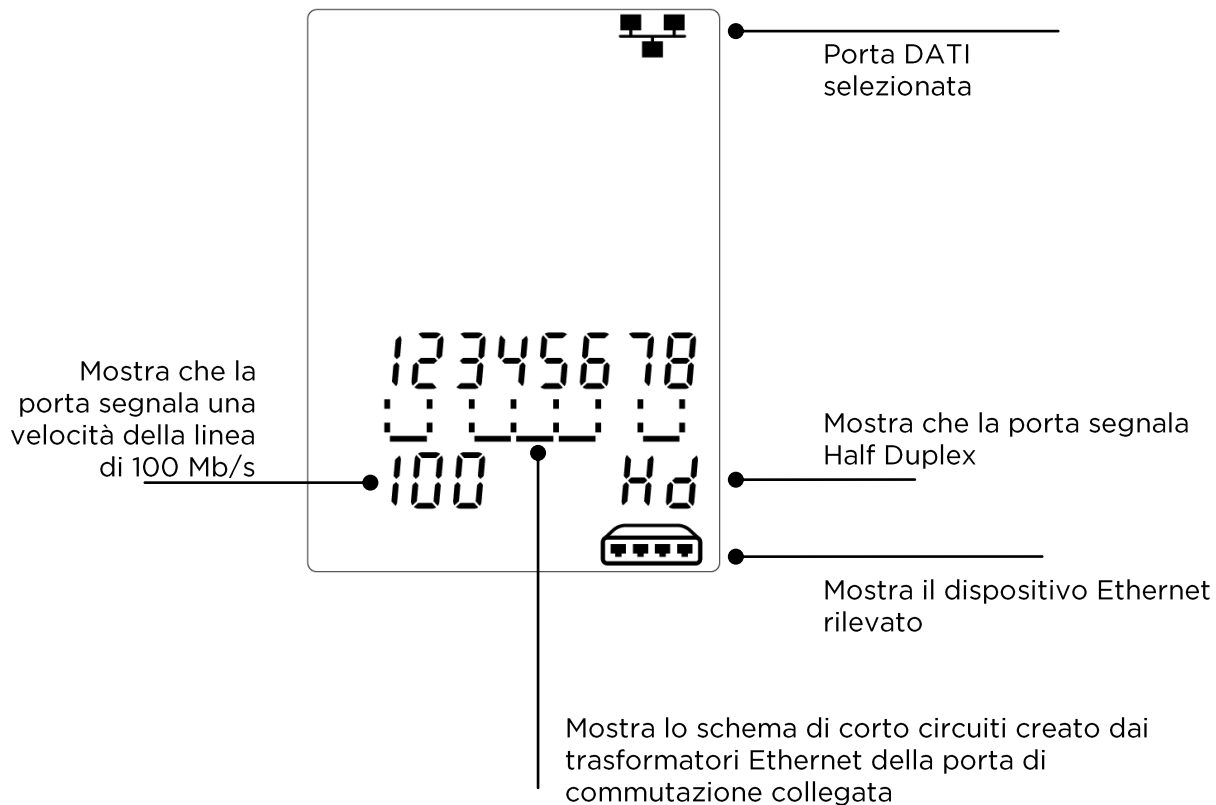 Porta DATI
selezionata
12345678
Mostra che la
porta segnala una
velocità della linea
di 100 Mb/s
100
Hd
Mostra che la porta segnala
Half Duplex
Mostra il dispositivo Ethernet
rilevato
Mostra lo schema di corto circuiti creato dai
trasformatori Ethernet della porta di
commutazione collegata